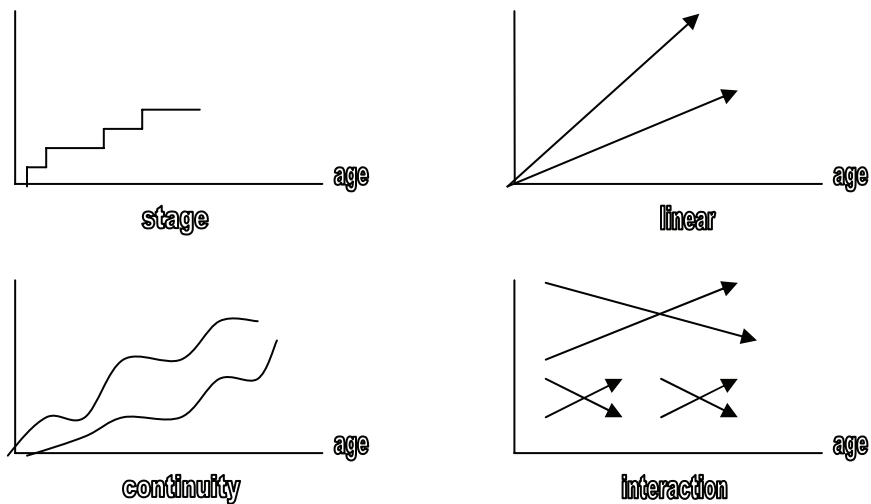 age
stage
age
linear
age
continuity
age
interaction